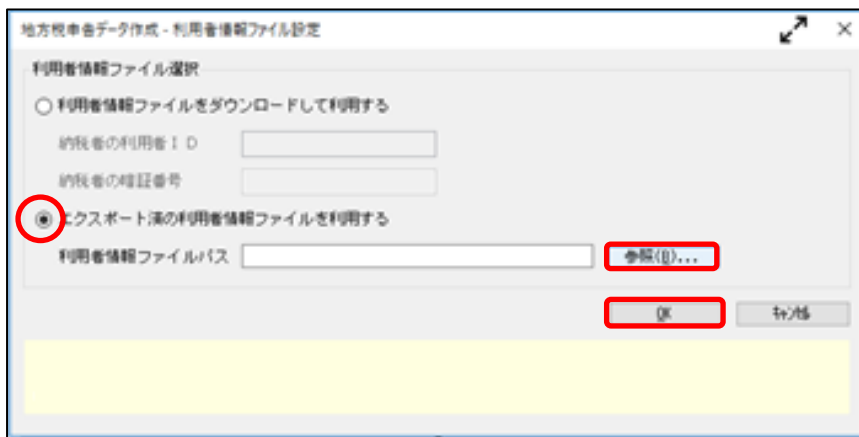 地方税申告データ作成 - 利用者情報ファイル設定
利用者情報ファイル選択
利用者情報ファイルをダウンロードして利用する
納税者の利用者ID
納税者の暗証番号
エクスポート済の利用者情報ファイルを利用する
利用者情報ファイルパス 参照(B)...
OK キャンセル